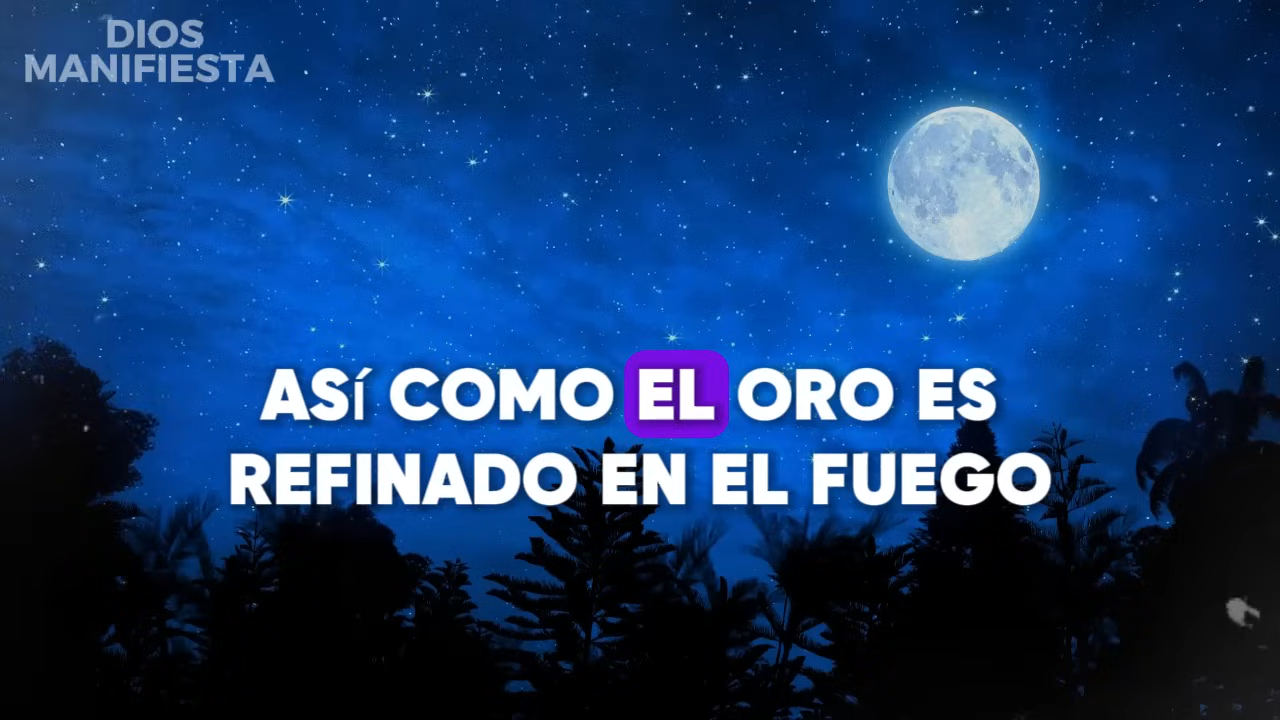 DIOS
MANIFIESTA
ASí COMO EL ORO ES
REFINADO EN EL FUEGO